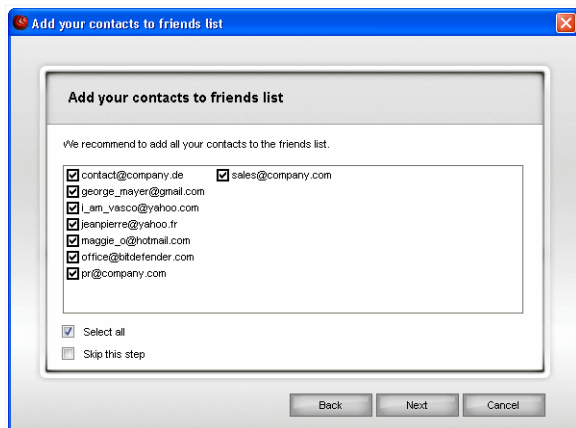 Add your contacts to friends list
Add your contacts to friends list
We recommend to add all your contacts to the friends list.
contact@company.de
sales@company.com
george_mayer@gmail.com
i_am_vasco@yahoo.com
jeanpierre@yahoo.fr
maggie_o@hotmail.com
office@bitdefender.com
pr@company.com
Select all
Skip this step
Back
Next
Cancel